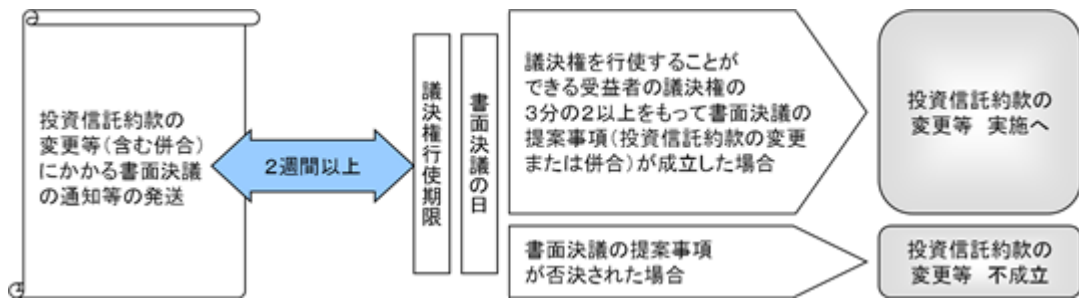 投資信託約款の
変更等(含む併合)
にかかる書面決議
の通知等の発送
2週間以上
議決権行使期限
書面決議の日
議決権を行使することが
できる受益者の議決権の
3分の2以上をもって書面決議の
提案事項(投資信託約款の変更
または併合)が成立した場合
投資信託約款の
変更等 実施へ
書面決議の提案事項
が否決された場合
投資信託約款の
変更等 不成立